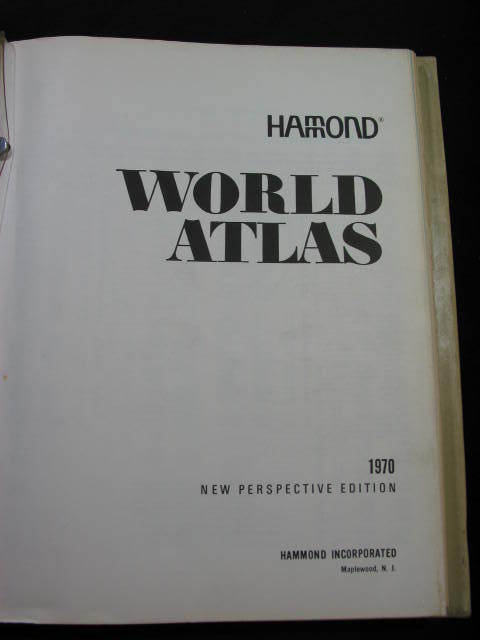 HAMMOND®
WORLD
ATLAS
1970
NEW PERSPECTIVE EDITION
HAMMOND INCORPORATED
Maplewood, N. J.